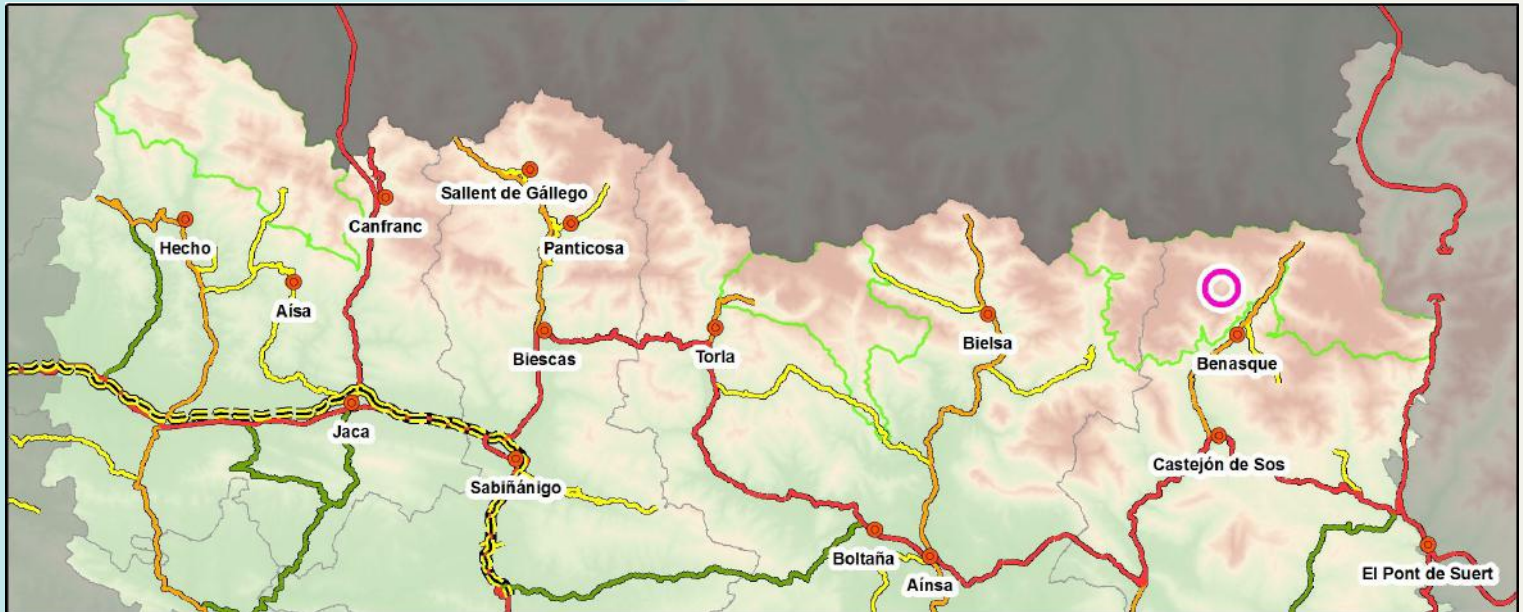 Sallent de Gállego
Canfranc
Hecho
Panticosa
Aísa
Bielsa
Biescas
Torla
Benasque
Jaca
Castejón de Sos
Sabiñánigo
Boltaña
El Pont de Suert
Aínsa